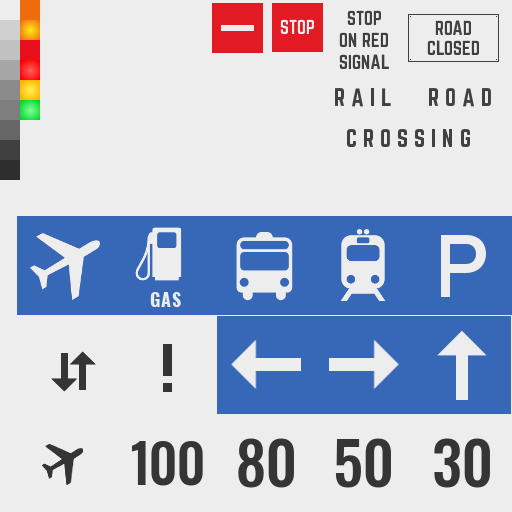 STOP
STOP
ON RED
SIGNAL
ROAD
CLOSED
RAIL ROAD
CROSSING
P
GAS
!
100 80 50 30